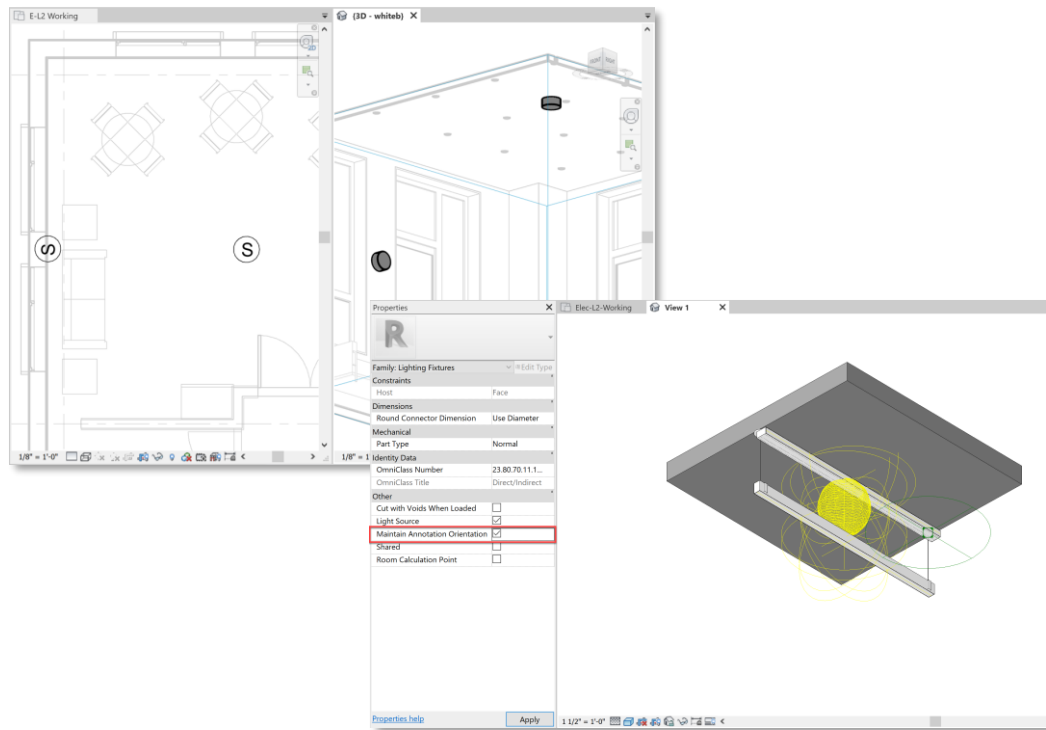 E-L2 Working
(3D - whiteb)
S
S
1/8" = 1'-0"
1/8" = 1
Properties
R
Family: Lighting Fixtures
Edit Type
Constraints
Host Face
Dimensions
Round Connector Dimension Use Diameter
Mechanical
Part Type Normal
Identity Data
OmniClass Number 23.80.70.11.1...
OmniClass Title Direct/Indirect
Other
Cut with Voids When Loaded
Light Source
Maintain Annotation Orientation
Shared
Room Calculation Point
Properties help
Apply
Elec-L2-Working
View 1
1 1/2" = 1'-0"